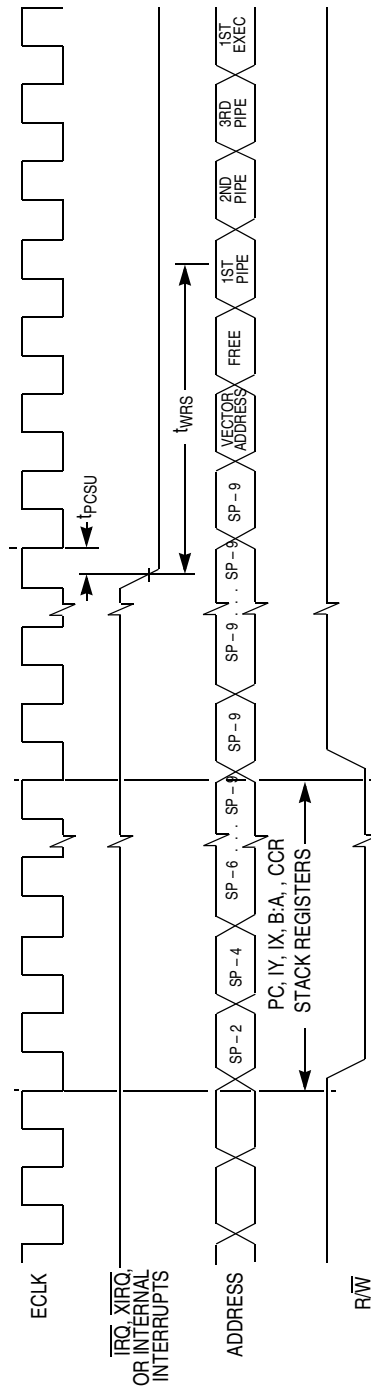 ECLK
tPCSU
IRQ, XIRQ,
OR INTERNAL
INTERRUPTS
tWRS
ADDRESS
SP – 2
SP – 4
SP – 6 . . . SP – 9
SP – 9
SP – 9 . . . SP – 9
SP – 9
VECTOR
ADDRESS
FREE
1ST
PIPE
2ND
PIPE
3RD
PIPE
1ST
EXEC
PC, IY, IX, B:A, , CCR
STACK REGISTERS
R/W